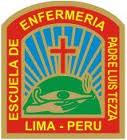 ESCUELA DE ENFERMERIA PADRE LUIS TEZZA
LIMA - PERU